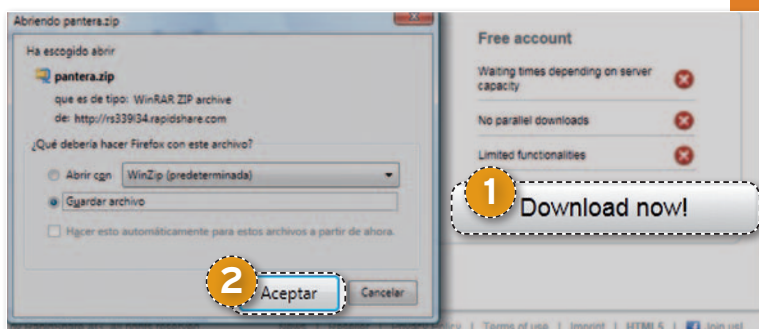 Abriendo pantera.zip
Ha escogido abrir
pantera.zip
que es de tipo: WinRAR ZIP archive
de: http://rs339l34.rapidshare.com
¿Qué debería hacer Firefox con este archivo?
Abrir con WinZip (predeterminada)
Guardar archivo
Hacer esto automáticamente para estos archivos a partir de ahora.
2
Aceptar
Cancelar
Free account
Waiting times depending on server
capacity
No parallel downloads
Limited functionalities
1
Download now!
Terms of use | Imprint | HTML5 | Join us!